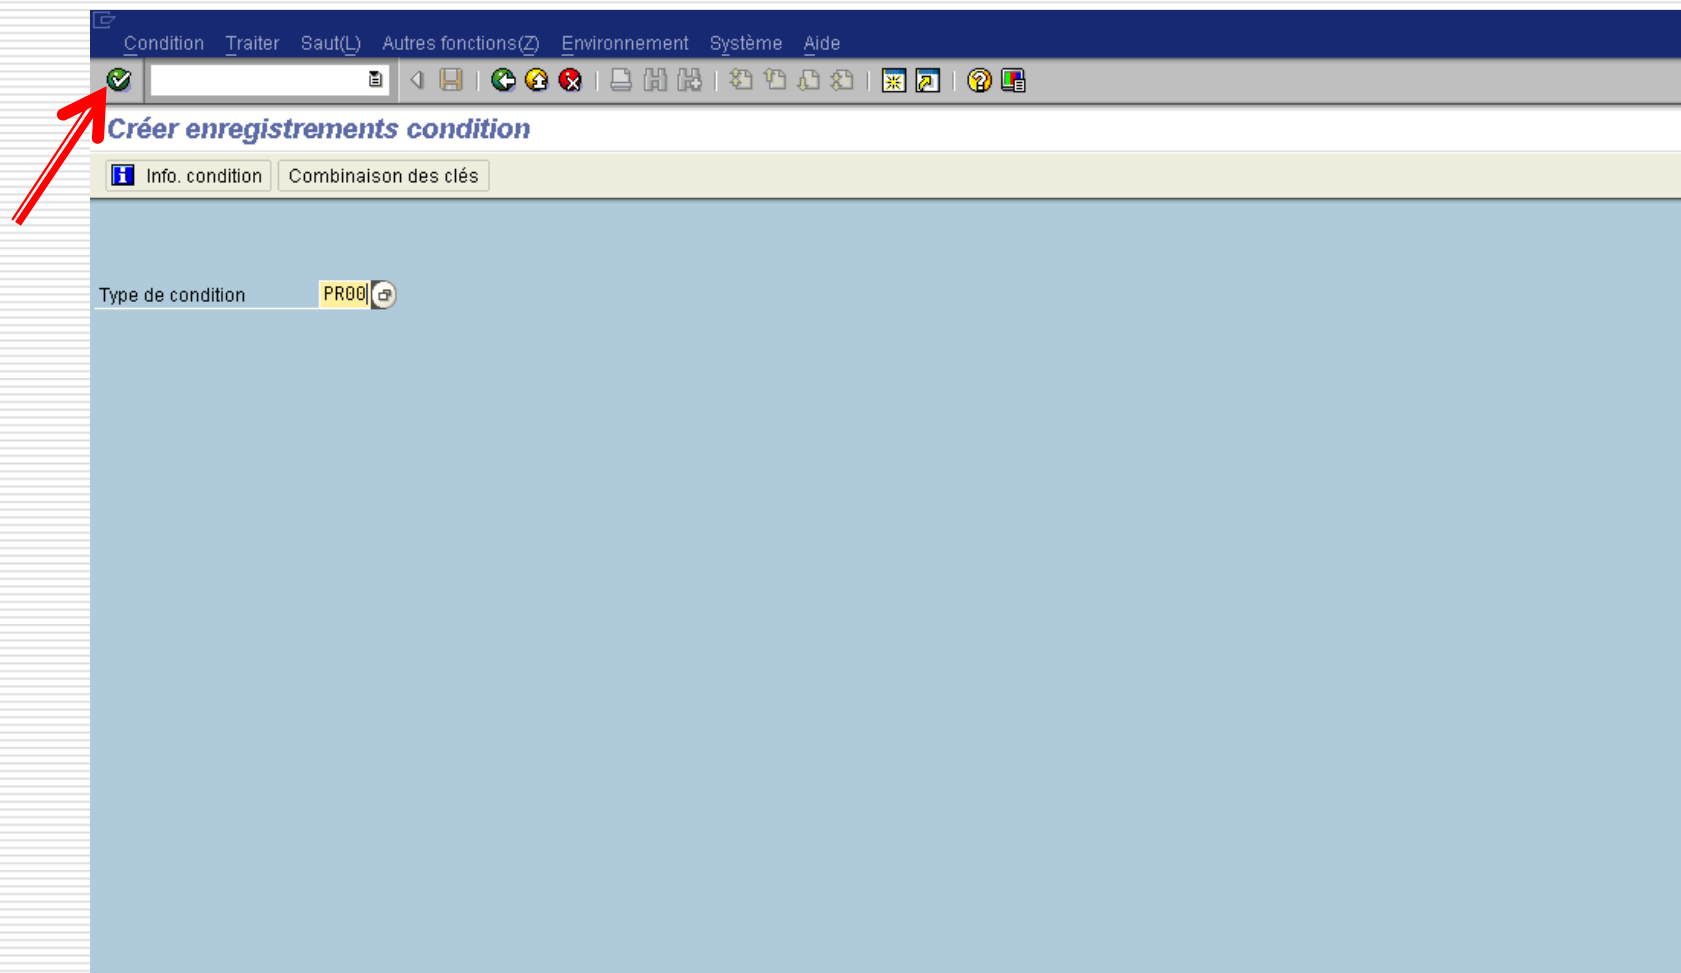 Condition Traiter Saut(L) Autres fonctions(Z) Environnement Système Aide
Créer enregistrements condition
Info. condition Combinaison des clés
Type de condition PR00